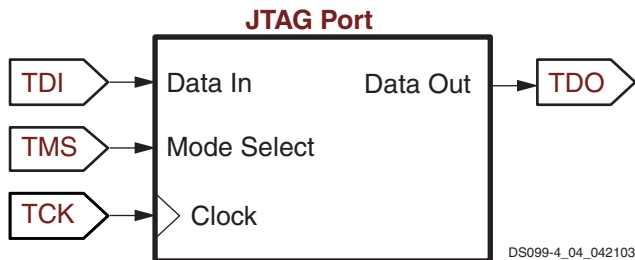 JTAG Port
TDI Data In Data Out TDO
TMS Mode Select
TCK Clock
DS099-4_04_042103